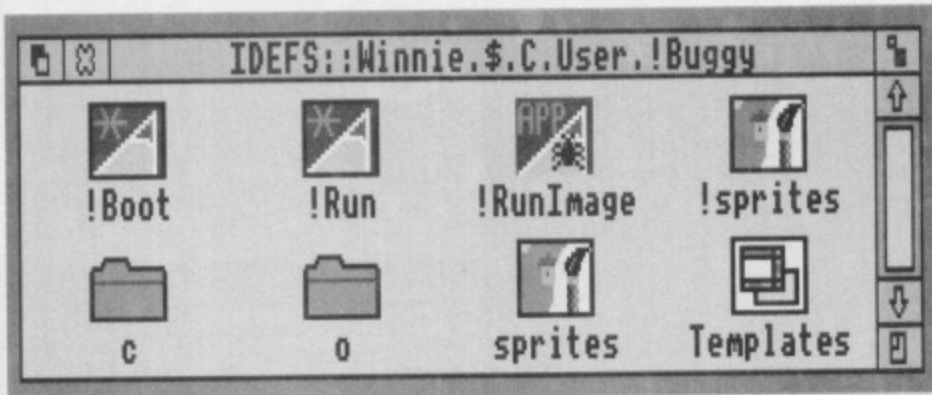 IDEFS::Winnie.$.C.User.!Buggy
!Boot !Run !RunImage !sprites
c o sprites Templates